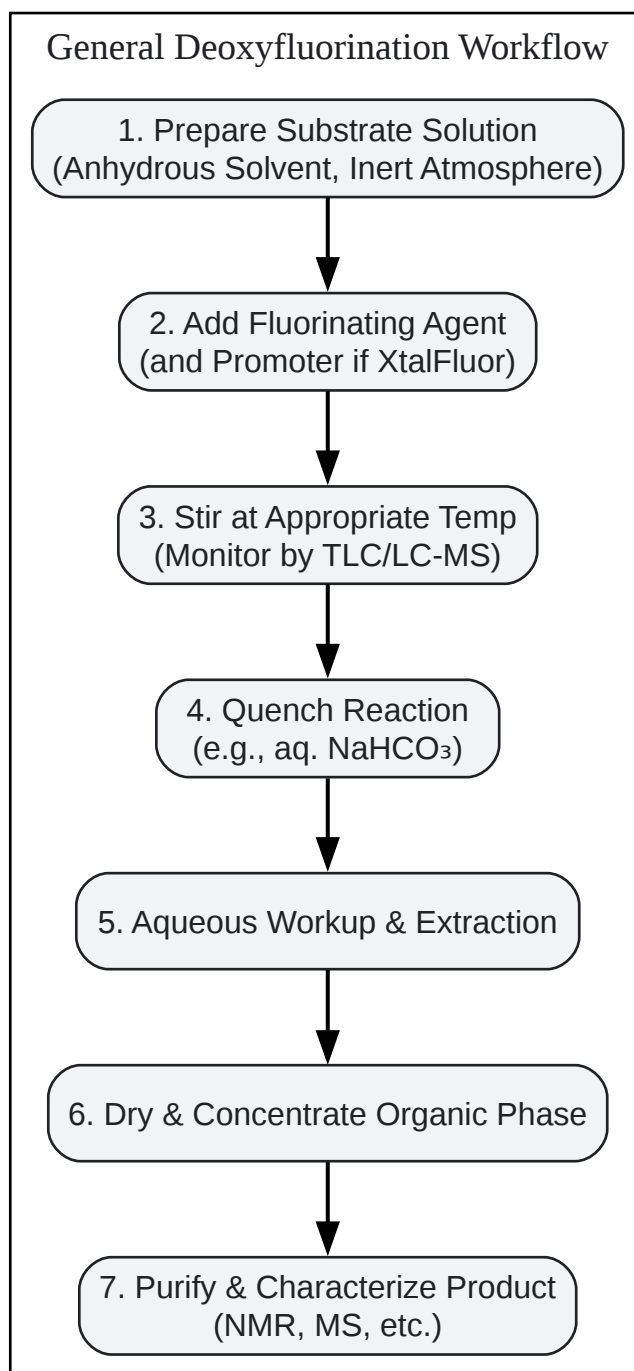 General Deoxyfluorination Workflow
1. Prepare Substrate Solution
(Anhydrous Solvent, Inert Atmosphere)
2. Add Fluorinating Agent
(and Promoter if XtalFluor)
3. Stir at Appropriate Temp
(Monitor by TLC/LC-MS)
4. Quench Reaction
(e.g., aq. NaHCO₃)
5. Aqueous Workup & Extraction
6. Dry & Concentrate Organic Phase
7. Purify & Characterize Product
(NMR, MS, etc.)